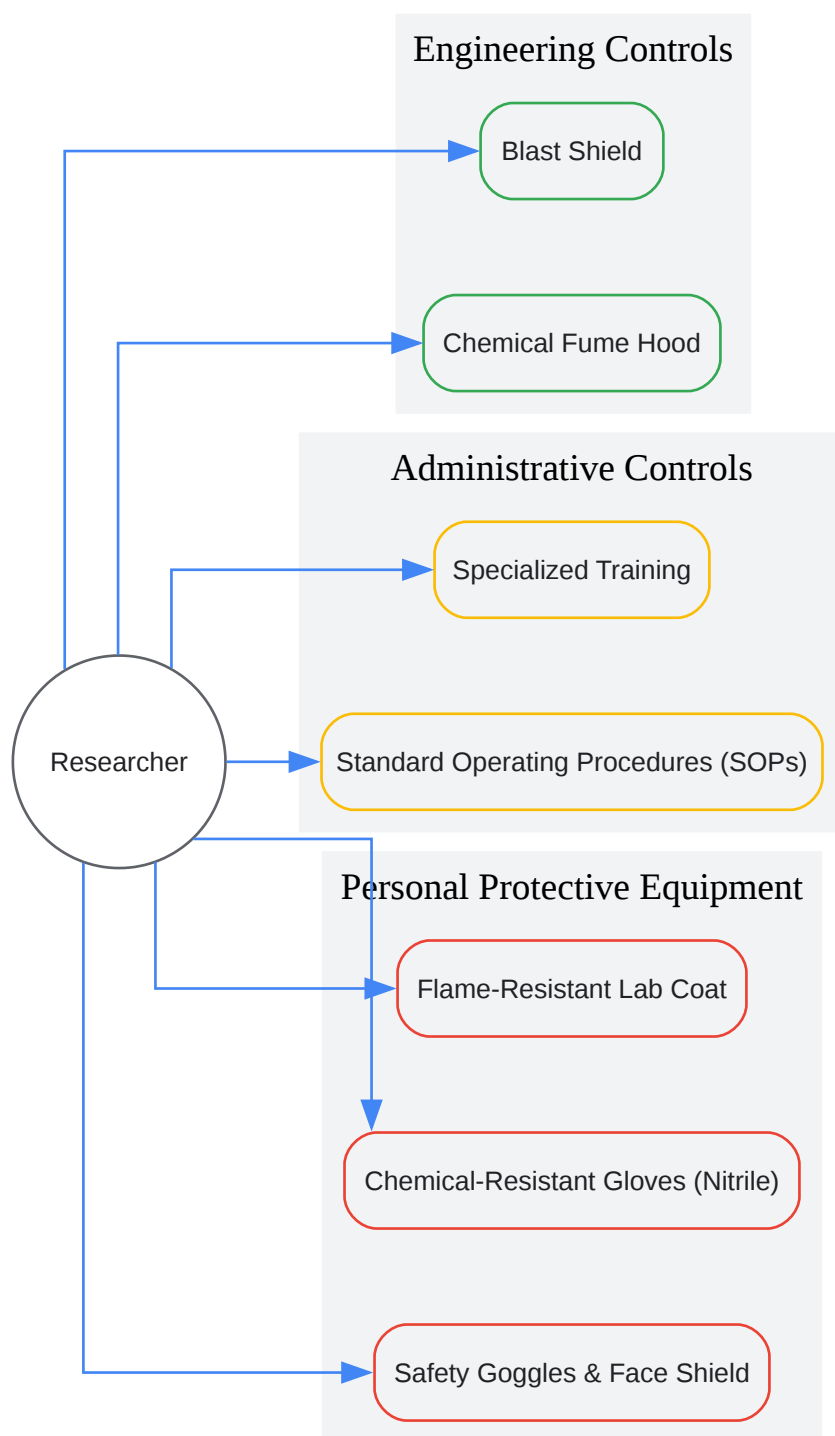 Engineering Controls
Blast Shield
Chemical Fume Hood
Administrative Controls
Specialized Training
Researcher
Standard Operating Procedures (SOPs)
Personal Protective Equipment
Flame-Resistant Lab Coat
Chemical-Resistant Gloves (Nitrile)
Safety Goggles & Face Shield